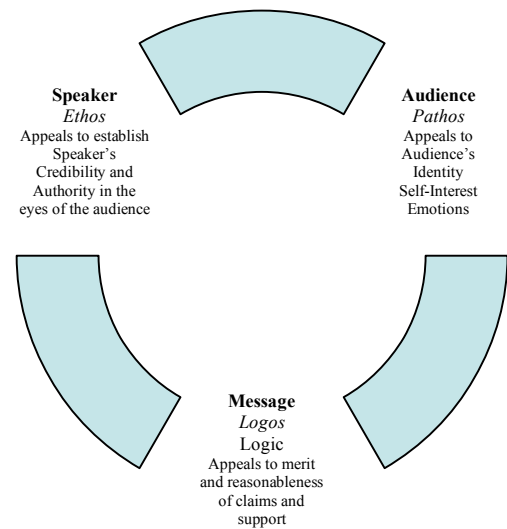 Speaker
Ethos
Appeals to establish
Speaker's
Credibility and
Authority in the
eyes of the audience
Audience
Pathos
Appeals to
Audience's
Identity
Self-Interest
Emotions
Message
Logos
Logic
Appeals to merit
and reasonableness
of claims and
support